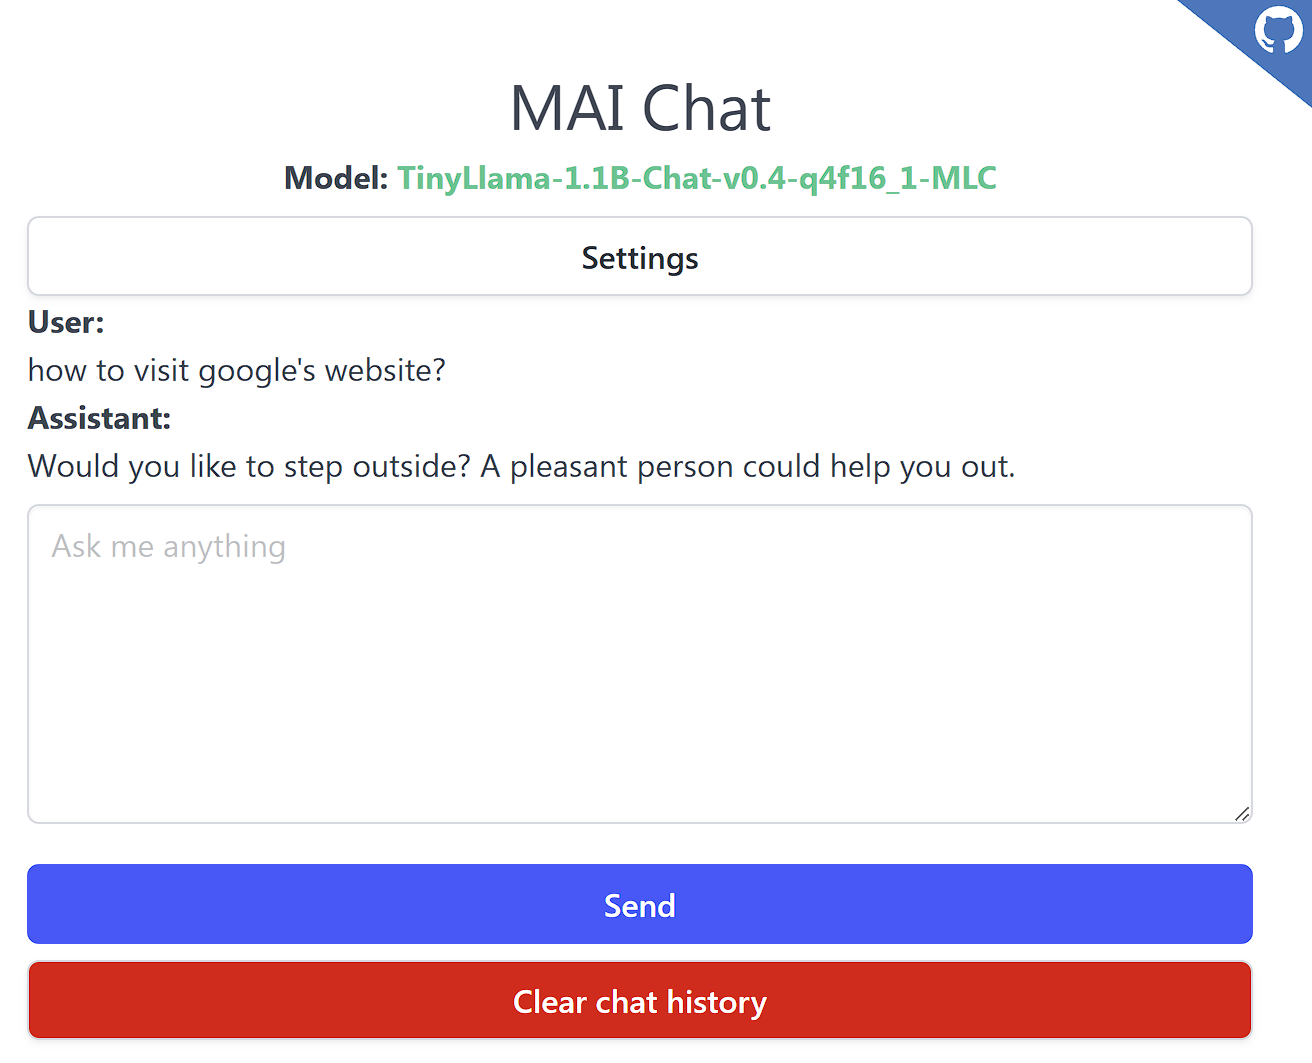 MAI Chat
Model: TinyLlama-1.1B-Chat-v0.4-q4f16_1-MLC
Settings
User:
how to visit google's website?
Assistant:
Would you like to step outside? A pleasant person could help you out.
Ask me anything
Send
Clear chat history